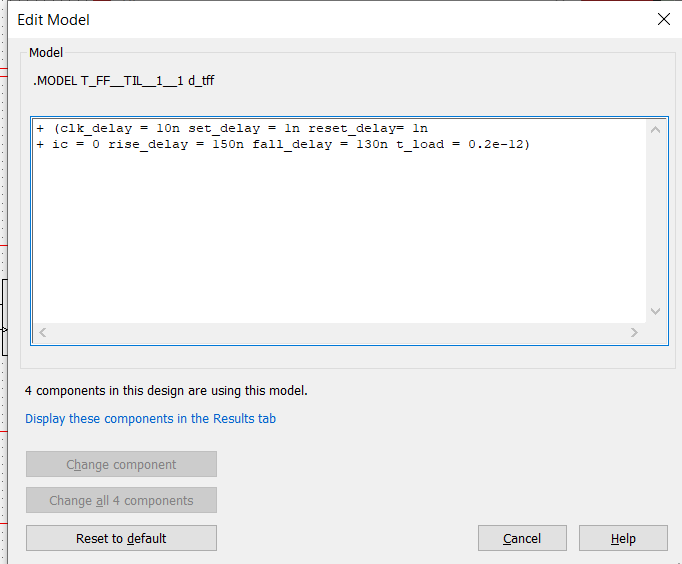 Edit Model
Model
.MODEL T_FF__TIL__1__1 d_tff
+ (clk_delay = 10n set_delay = 1n reset_delay= 1n
+ ic = 0 rise_delay = 150n fall_delay = 130n t_load = 0.2e-12)
4 components in this design are using this model.
Display these components in the Results tab
Change component
Change all 4 components
Reset to default
Cancel
Help